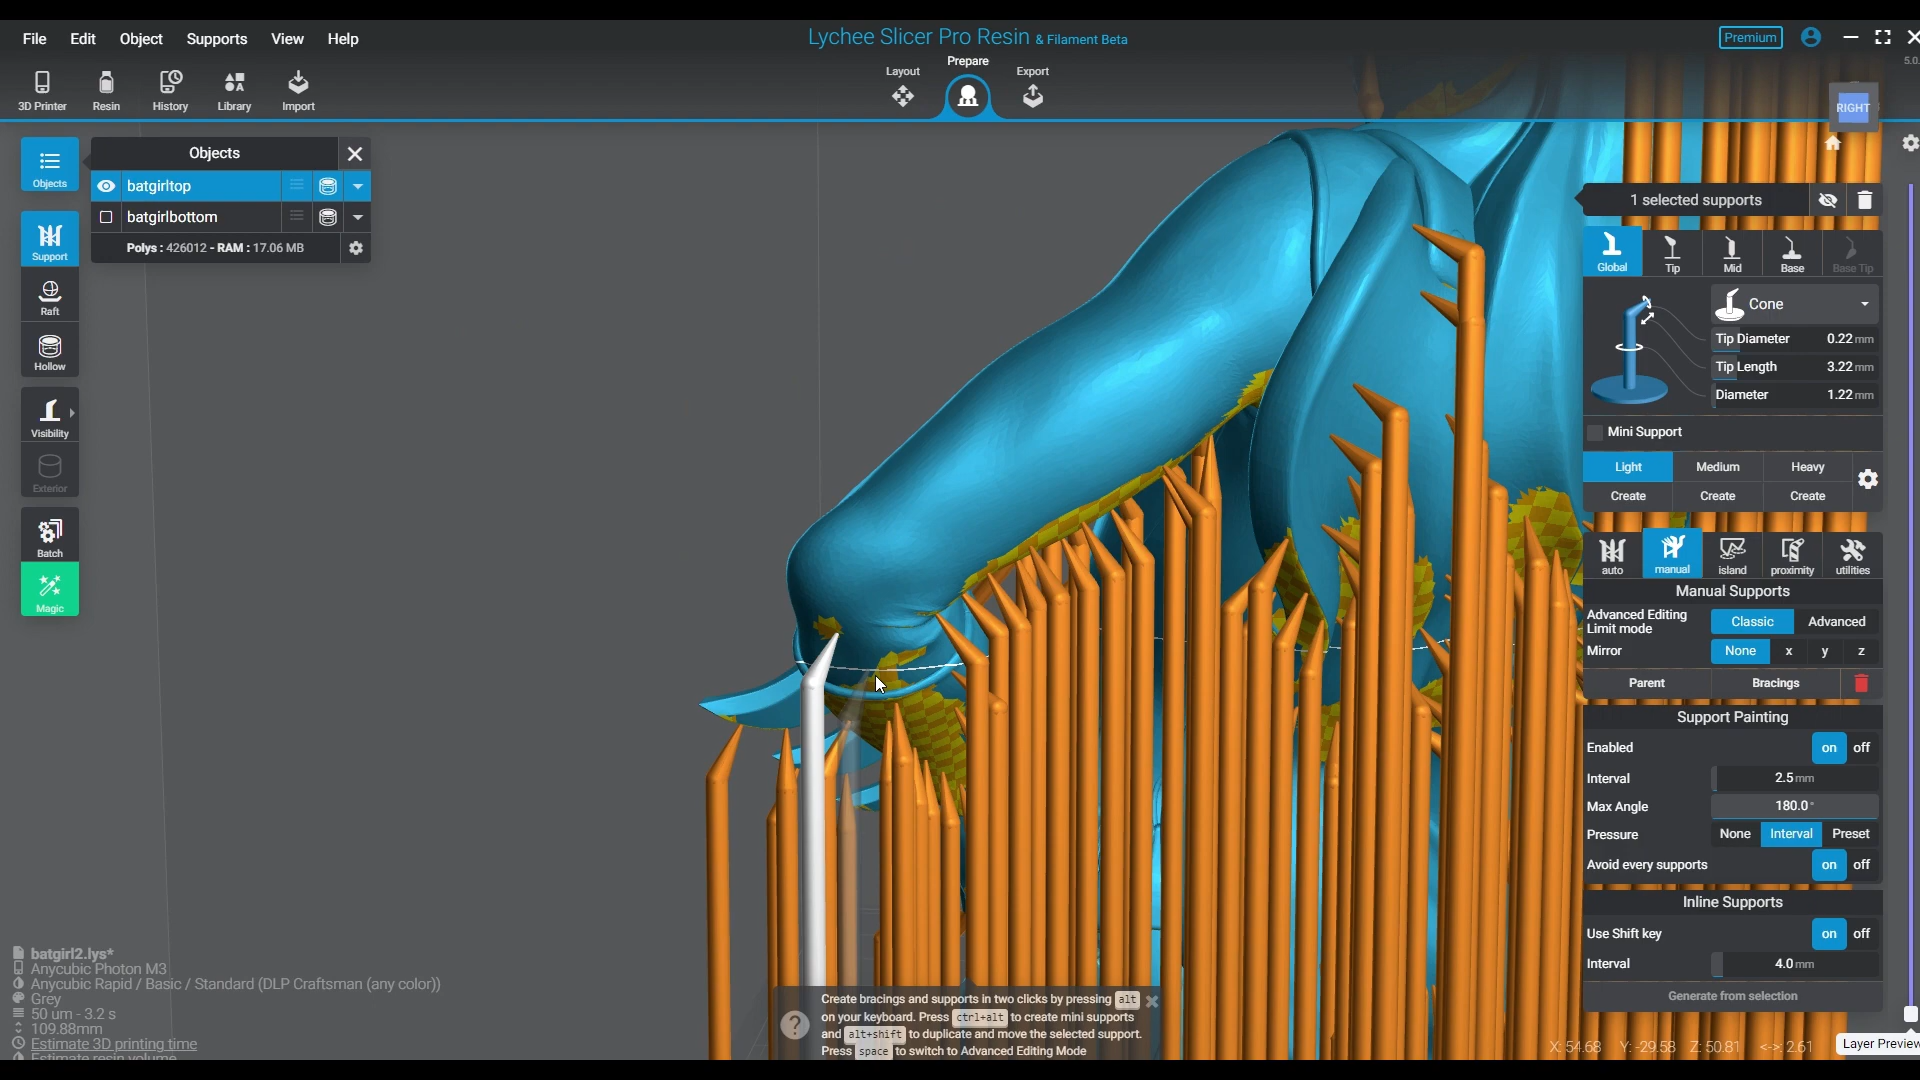 File Edit Object Supports View Help
Lychee Slicer Pro Resin & Filament Beta
Premium
5.0.
3D Printer Resin History Library Import
Layout Prepare Export
RIGHT
Objects
Objects
batgirltop
batgirlbottom
Polys : 426012 - RAM : 17.06 MB
Support
Raft
Hollow
Visibility
Exterior
Batch
Magic
1 selected supports
Global Tip Mid Base Base Tip
Cone
Tip Diameter 0.22 mm
Tip Length 3.22 mm
Diameter 1.22 mm
Mini Support
Light Medium Heavy
Create Create Create
auto manual island proximity utilities
Manual Supports
Advanced Editing
Limit mode
Classic Advanced
Mirror None x y z
Parent Bracings
Support Painting
Enabled on off
Interval 2.5 mm
Max Angle 180.0 °
Pressure None Interval Preset
Avoid every supports on off
Inline Supports
Use Shift key on off
Interval 4.0 mm
Generate from selection
batgirl2.lys*
Anycubic Photon M3
Anycubic Rapid / Basic / Standard (DLP Craftsman (any color))
Grey
50 um - 3.2 s
109.88mm
Estimate 3D printing time
Estimate resin volume
Create bracings and supports in two clicks by pressing alt
on your keyboard. Press ctrl+alt to create mini supports
and alt+shift to duplicate and move the selected support.
Press space to switch to Advanced Editing Mode
X: 54.68 Y: -29.58 Z: 50.81 <->: 2.61
Layer Preview